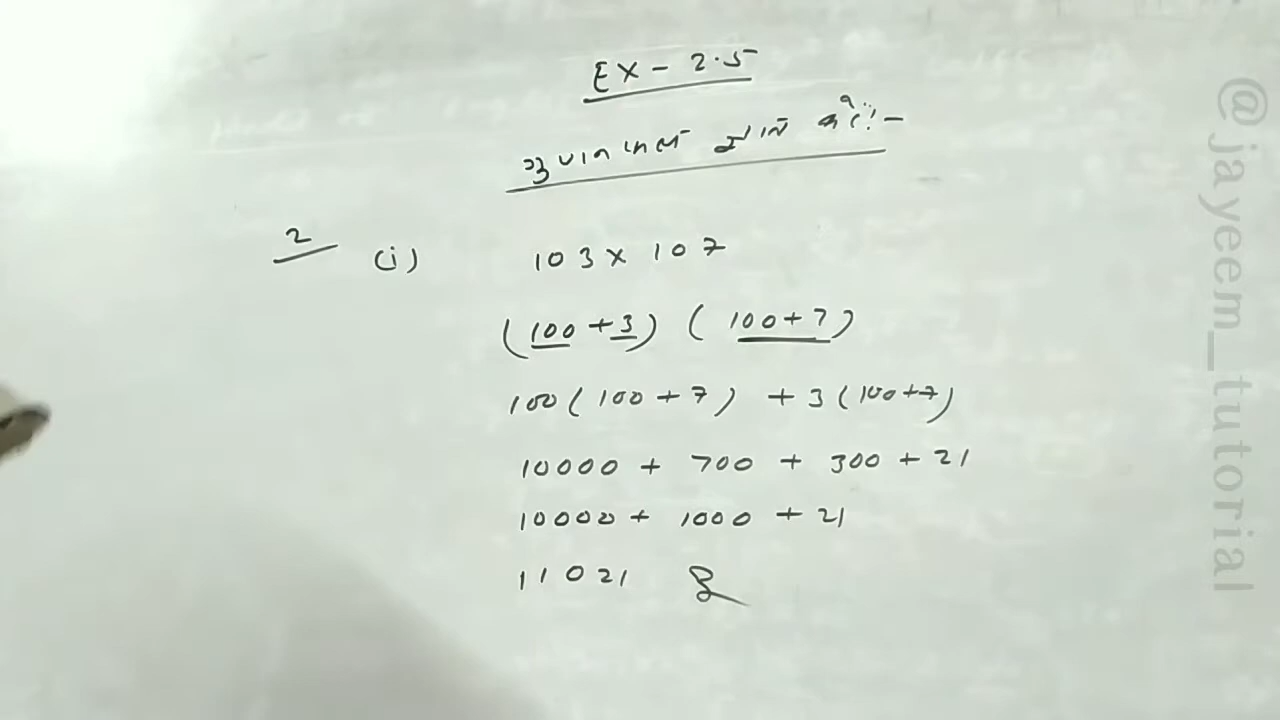 EX - 2.5
2 (i) 103 x 107
(100 + 3) (100 + 7)
100 (100 + 7) + 3 (100 + 7)
10000 + 700 + 300 + 21
10000 + 1000 + 21
11021
@jayeem_tutorial